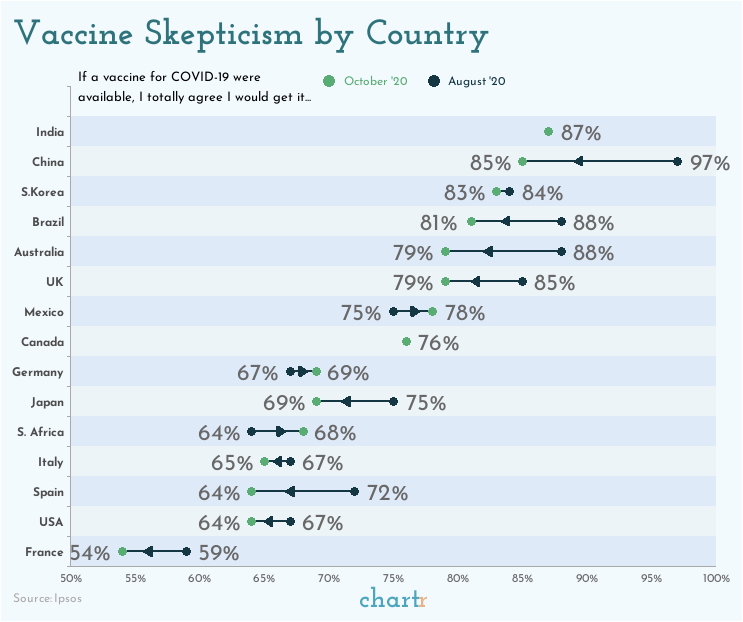 Vaccine Skepticism by Country
If a vaccine for COVID-19 were
available, I totally agree I would get it...
October '20
August '20
India 87%
China 85% 97%
S.Korea 83% 84%
Brazil 81% 88%
Australia 79% 88%
UK 79% 85%
Mexico 75% 78%
Canada 76%
Germany 67% 69%
Japan 69% 75%
S. Africa 64% 68%
Italy 65% 67%
Spain 64% 72%
USA 64% 67%
France 54% 59%
50% 55% 60% 65% 70% 75% 80% 85% 90% 95% 100%
Source: Ipsos
chartr